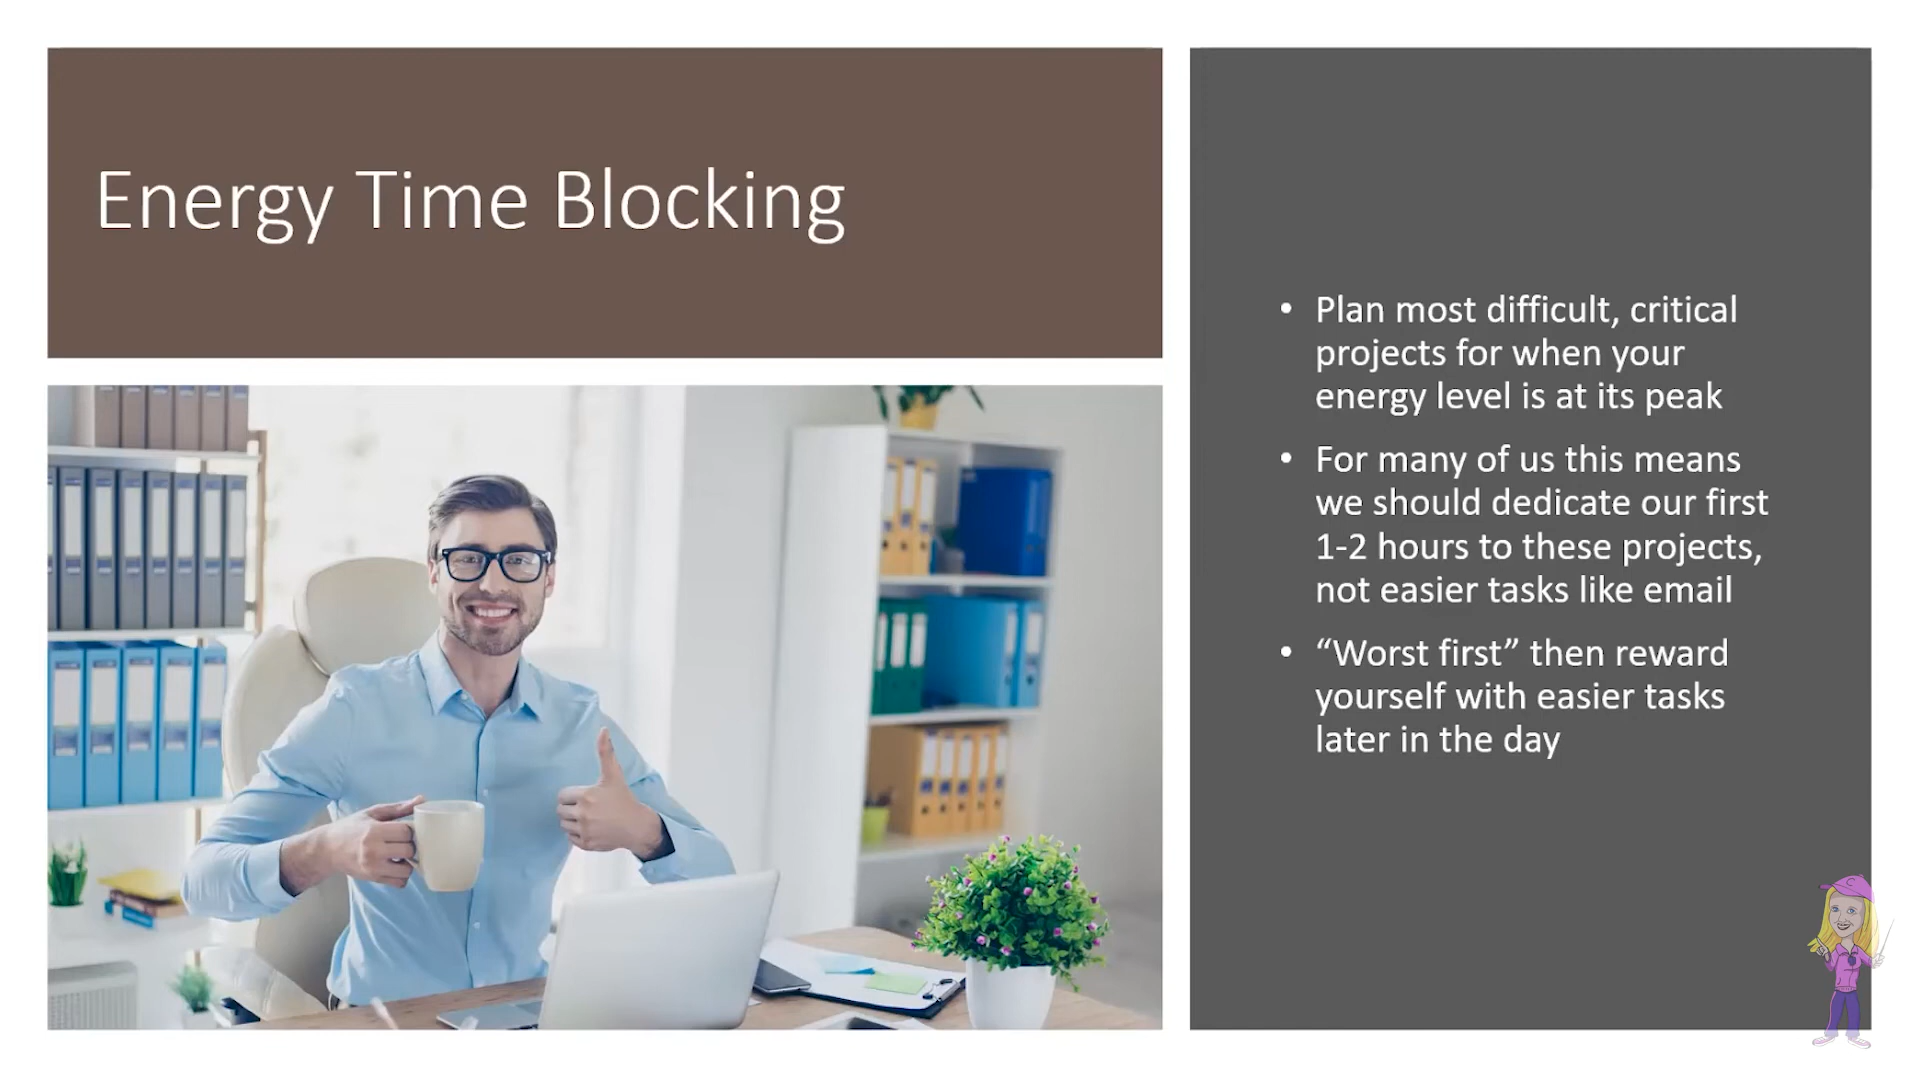 Energy Time Blocking
• Plan most difficult, critical
projects for when your
energy level is at its peak
• For many of us this means
we should dedicate our first
1-2 hours to these projects,
not easier tasks like email
• “Worst first” then reward
yourself with easier tasks
later in the day
C